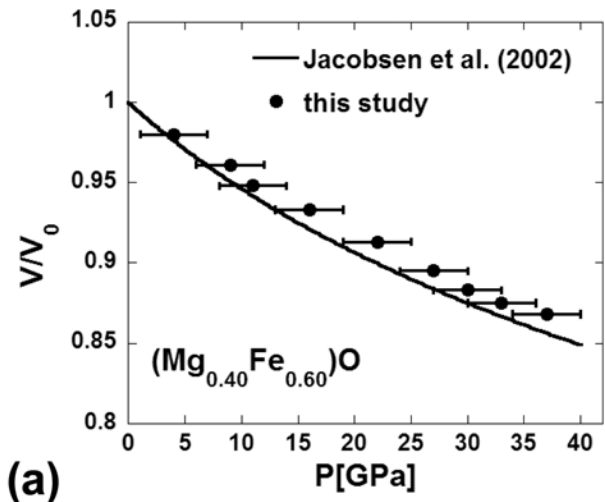 1.05
Jacobsen et al. (2002)
this study
1
0.95
V/V0
0.9
0.85
(Mg0.40Fe0.60)O
0.8
0 5 10 15 20 25 30 35 40
(a)
P[GPa]